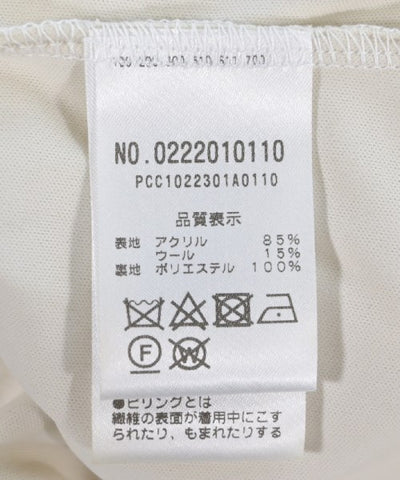 NO.0222010110
PCC1022301A0110
品質表示
表地 アクリル 85%
ウール 15%
裏地 ポリエステル 100%
F W
●ピリングとは
繊維の表面が着用中にこす
られたり、もまれたりする